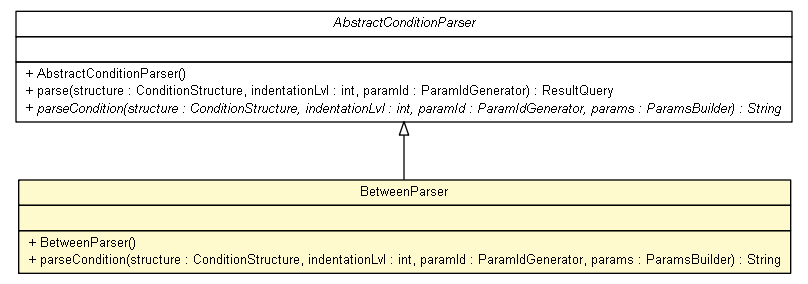 AbstractConditionParser
+ AbstractConditionParser()
+ parse(structure : ConditionStructure, indentationLvl : int, paramId : ParamIdGenerator) : ResultQuery
+ parseCondition(structure : ConditionStructure, indentationLvl : int, paramId : ParamIdGenerator, params : ParamsBuilder) : String
BetweenParser
+ BetweenParser()
+ parseCondition(structure : ConditionStructure, indentationLvl : int, paramId : ParamIdGenerator, params : ParamsBuilder) : String